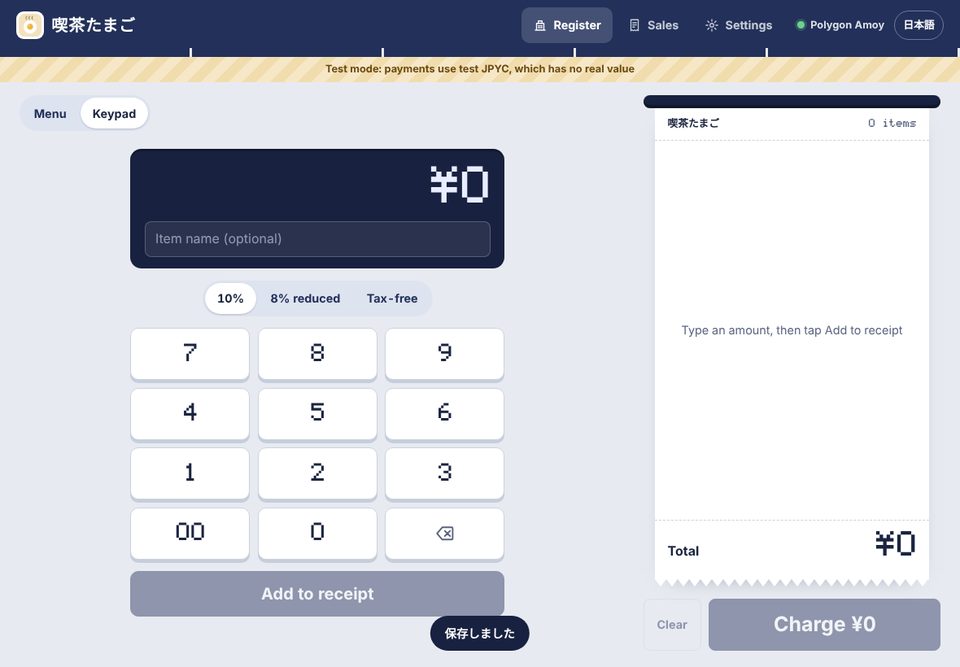 喫茶たまご
Register
Sales
Settings
Polygon Amoy
日本語
Test mode: payments use test JPYC, which has no real value
Menu
Keypad
¥0
Item name (optional)
10%
8% reduced
Tax-free
7
8
9
4
5
6
1
2
3
00
0
Add to receipt
保存しました
喫茶たまご
0 items
Type an amount, then tap Add to receipt
Total
¥0
Clear
Charge ¥0